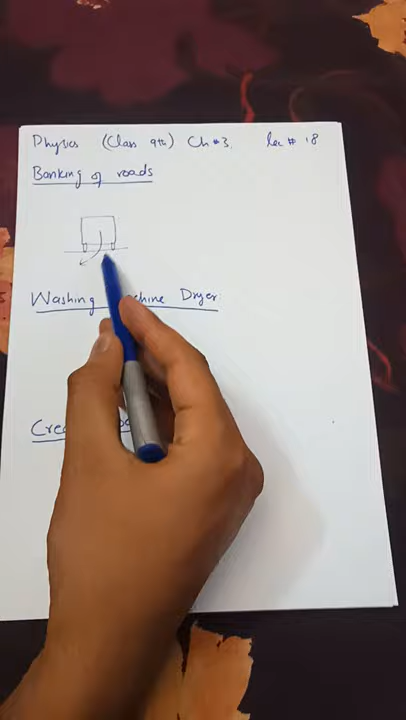 Physics (Class 9th) Ch #3. Lec # 18
Banking of roads
Washing Dryer